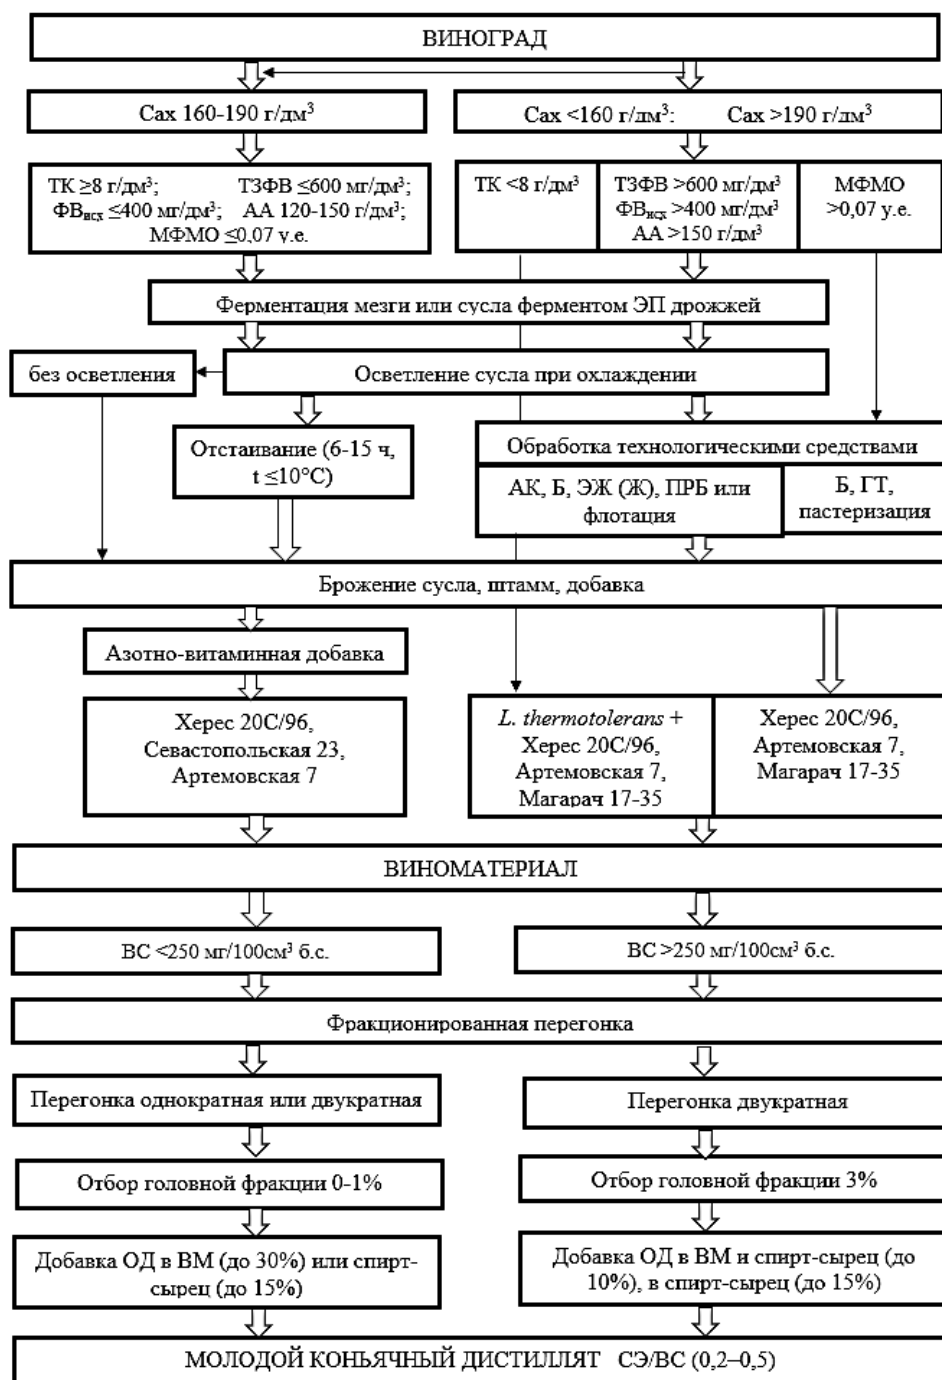 ВИНОГРАД
Сах 160-190 г/дм³
Сах <160 г/дм³; Сах >190 г/дм³
ТК ≥8 г/дм³; ТЗФВ ≤600 мг/дм³;
ФВисх ≤400 мг/дм³; АА 120-150 г/дм³;
МФМО ≤0,07 у.е.
ТК <8 г/дм³
ТЗФВ >600 мг/дм³
ФВисх >400 мг/дм³
АА >150 г/дм³
МФМО
>0,07 у.е.
Ферментация мезги или сусла ферментом ЭП дрожжей
без осветления
Осветление сусла при охлаждении
Отстаивание (6-15 ч,
t ≤10°С)
Обработка технологическими средствами
АК, Б, ЭЖ (Ж), ПРБ или
флотация
Б, ГТ,
пастеризация
Брожение сусла, штамм, добавка
Азотно-витаминная добавка
Херес 20С/96,
Севастопольская 23,
Артемовская 7
L. thermotolerans +
Херес 20С/96,
Артемовская 7,
Магарач 17-35
Херес 20С/96,
Артемовская 7,
Магарач 17-35
ВИНОМАТЕРИАЛ
ВС <250 мг/100см³ б.с.
ВС >250 мг/100см³ б.с.
Фракционированная перегонка
Перегонка однократная или двукратная
Перегонка двукратная
Отбор головной фракции 0-1%
Отбор головной фракции 3%
Добавка ОД в ВМ (до 30%) или спирт-
сырец (до 15%)
Добавка ОД в ВМ и спирт-сырец (до
10%), в спирт-сырец (до 15%)
МОЛОДОЙ КОНЬЯЧНЫЙ ДИСТИЛЛЯТ СЭ/ВС (0,2–0,5)